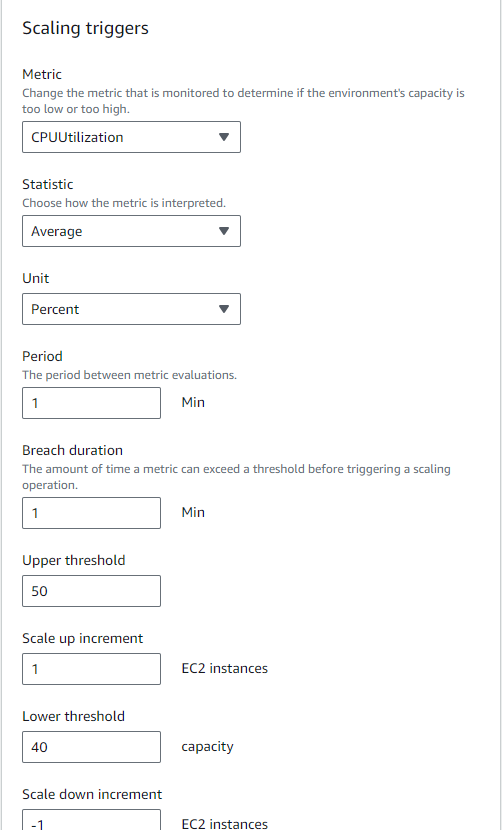 Scaling triggers
Metric
Change the metric that is monitored to determine if the environment's capacity is
too low or too high.
CPUUtilization
Statistic
Choose how the metric is interpreted.
Average
Unit
Percent
Period
The period between metric evaluations.
1 Min
Breach duration
The amount of time a metric can exceed a threshold before triggering a scaling
operation.
1 Min
Upper threshold
50
Scale up increment
1 EC2 instances
Lower threshold
40 capacity
Scale down increment
-1 EC2 instances